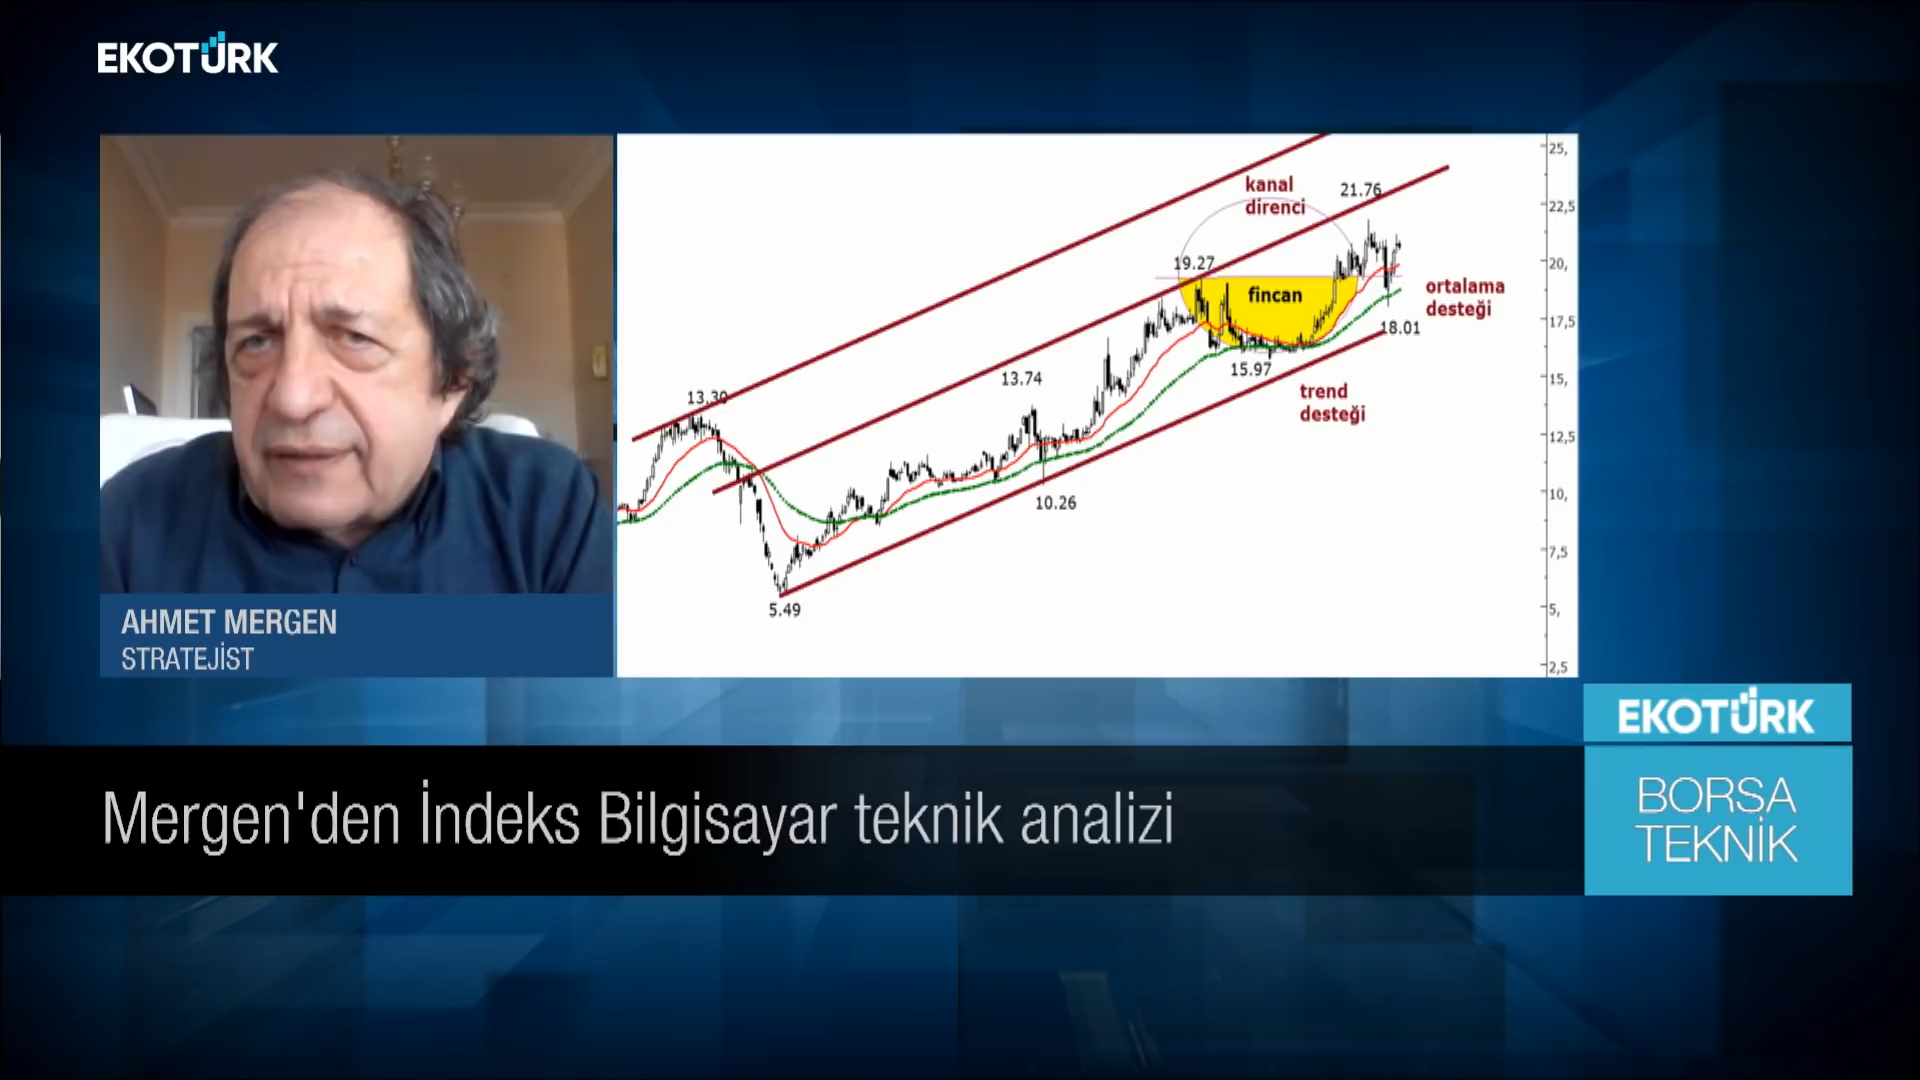 EKOTÜRK
AHMET MERGEN
STRATEJİST
kanal
direnci
21.76
19.27
fincan
ortalama
desteği
18.01
15.97
trend
desteği
13.74
13.30
10.26
5.49
25,
22,5
20,
17,5
15,
12,5
10,
7,5
5,
2,5
EKOTÜRK
Mergen'den İndeks Bilgisayar teknik analizi
BORSA
TEKNİK